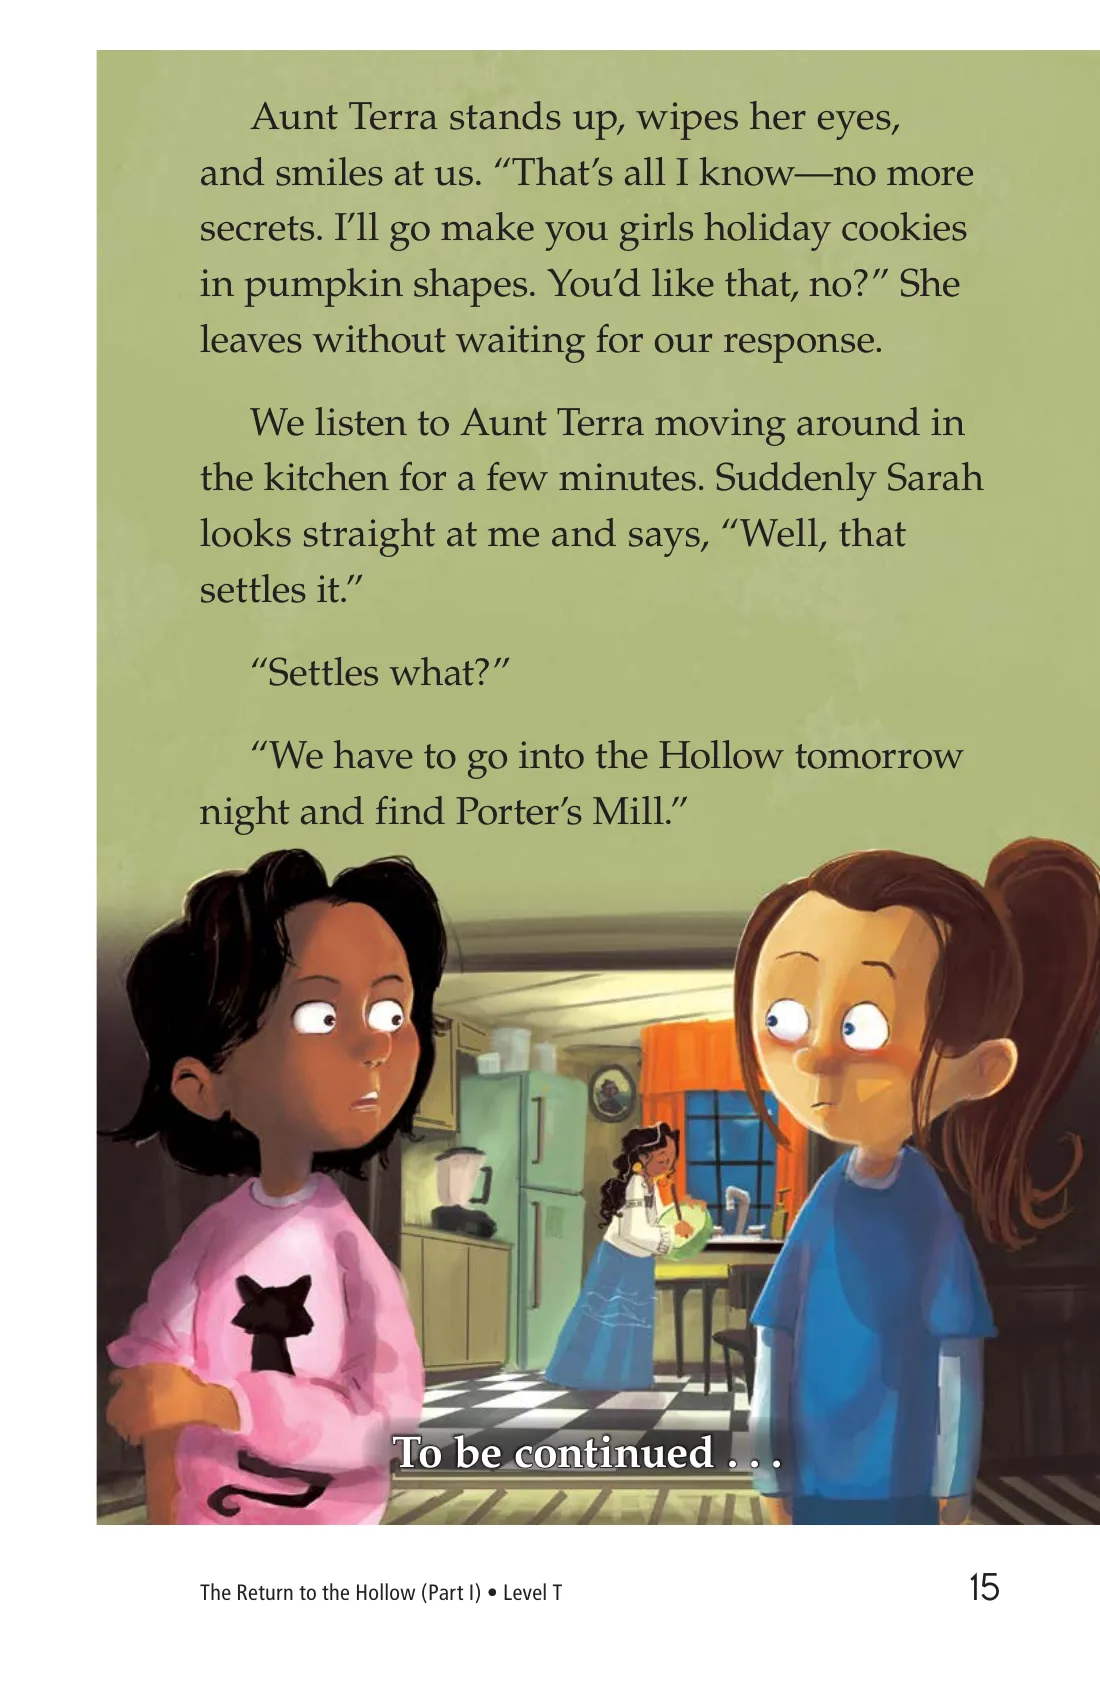 Aunt Terra stands up, wipes her eyes,
and smiles at us. “That’s all I know—no more
secrets. I’ll go make you girls holiday cookies
in pumpkin shapes. You’d like that, no?” She
leaves without waiting for our response.
We listen to Aunt Terra moving around in
the kitchen for a few minutes. Suddenly Sarah
looks straight at me and says, “Well, that
settles it.”
“Settles what?”
“We have to go into the Hollow tomorrow
night and find Porter’s Mill.”
To be continued . . .
The Return to the Hollow (Part I) • Level T
15